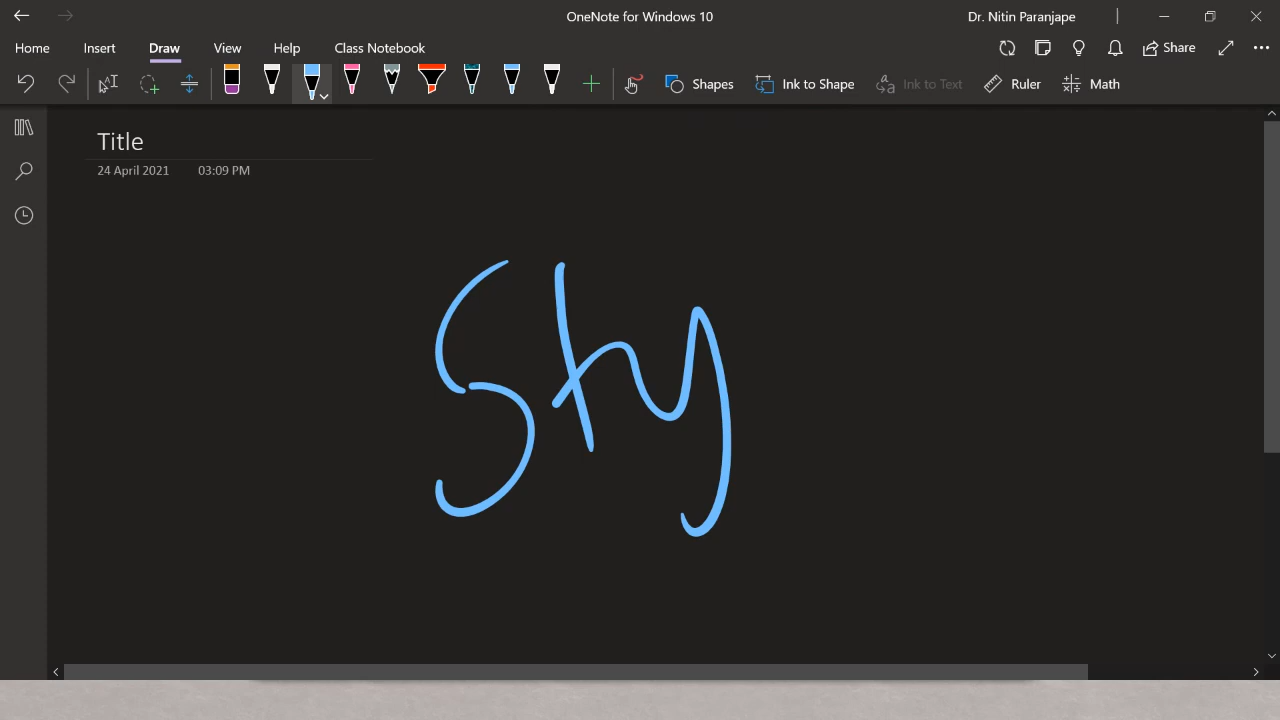 OneNote for Windows 10
Dr. Nitin Paranjape
Home Insert Draw View Help Class Notebook
Share
Shapes Ink to Shape Ink to Text Ruler Math
Title
24 April 2021 03:09 PM